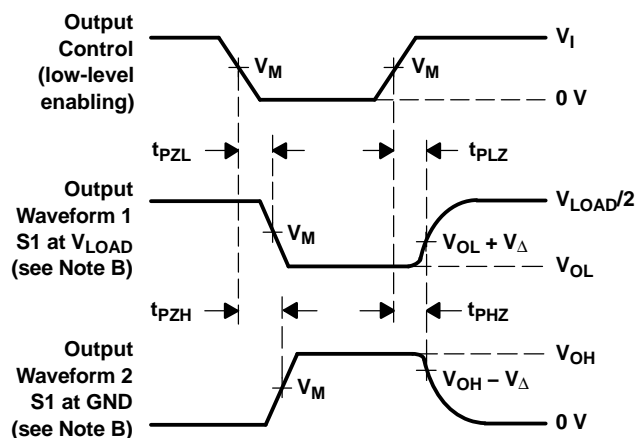 Output
Control
(low-level
enabling)
V_M
V_M
V_I
0 V
t_PZL
t_PLZ
Output
Waveform 1
S1 at V_LOAD
(see Note B)
V_M
V_LOAD/2
V_OL + V_Δ
V_OL
t_PZH
t_PHZ
Output
Waveform 2
S1 at GND
(see Note B)
V_M
V_OH
V_OH – V_Δ
0 V